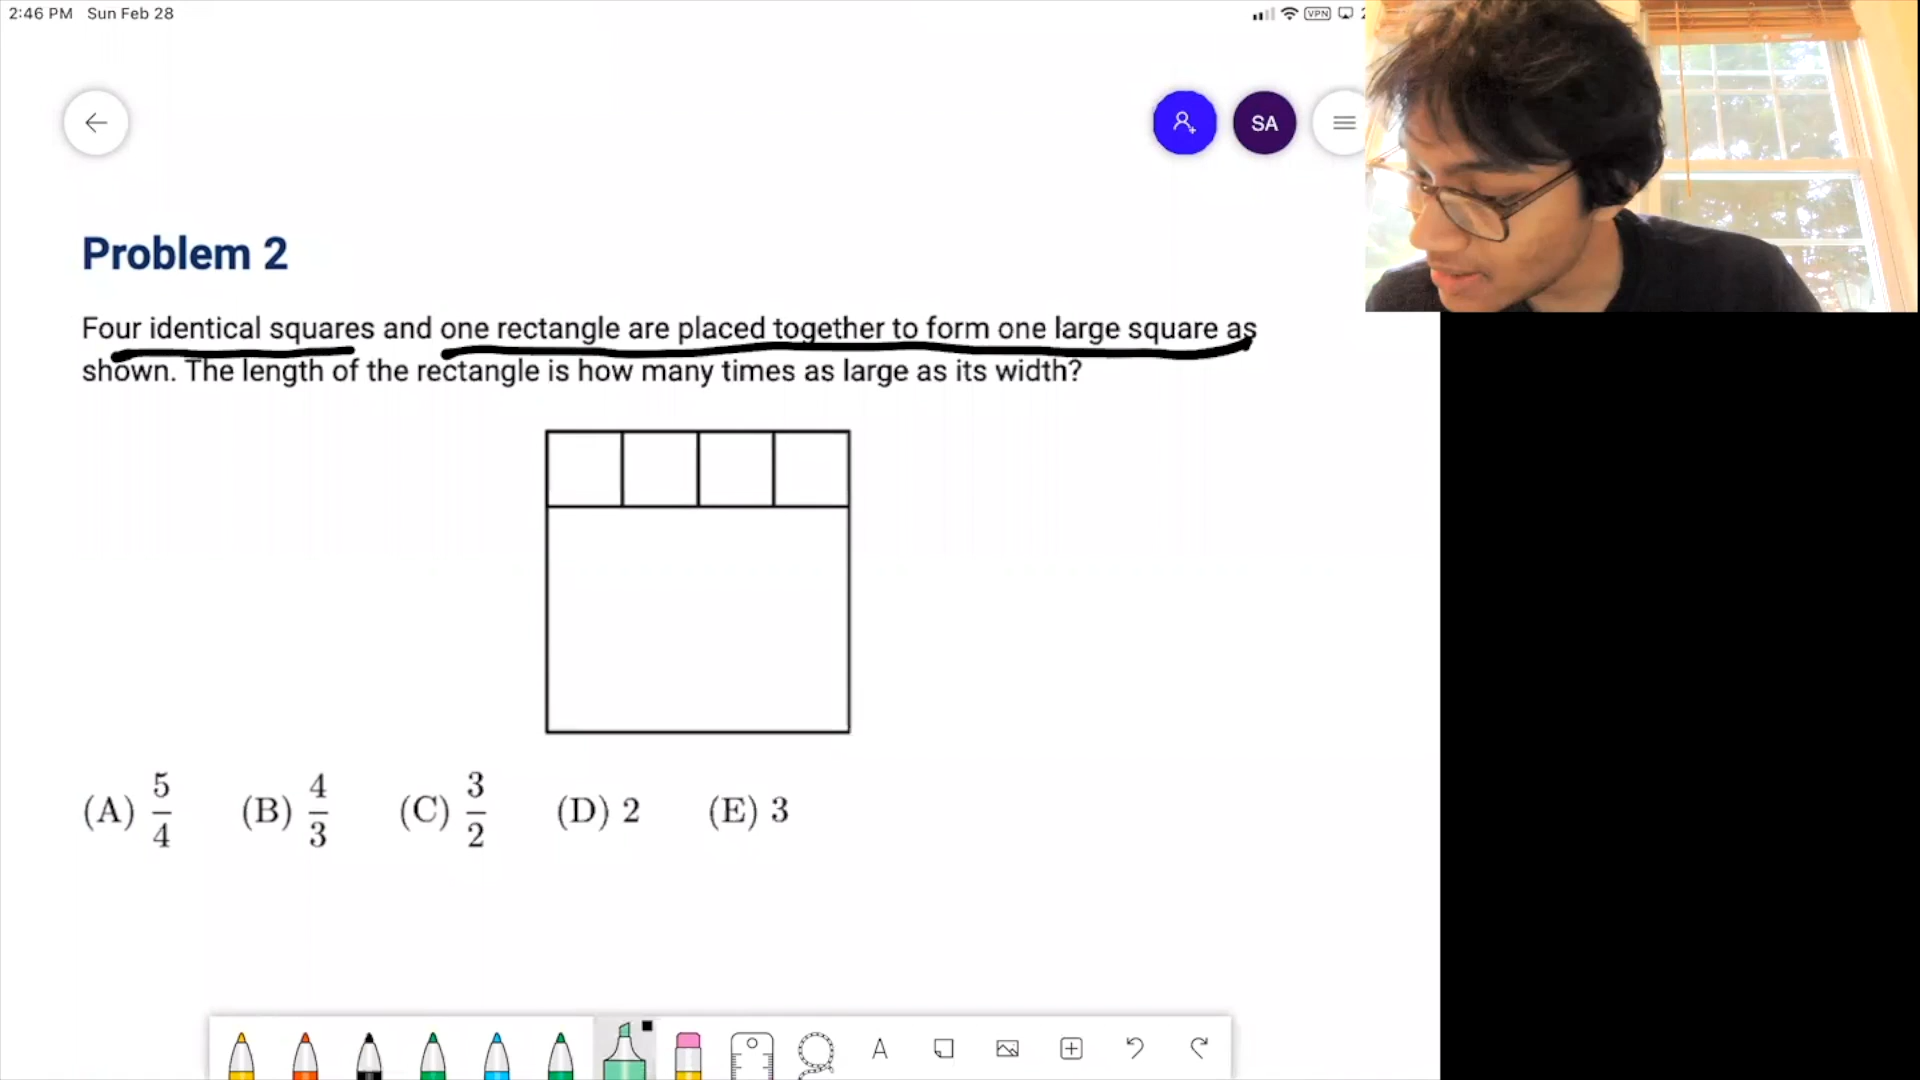 2:46 PM Sun Feb 28
VPN
SA
Problem 2
Four identical squares and one rectangle are placed together to form one large square as
shown. The length of the rectangle is how many times as large as its width?
(A) 5/4 (B) 4/3 (C) 3/2 (D) 2 (E) 3
A